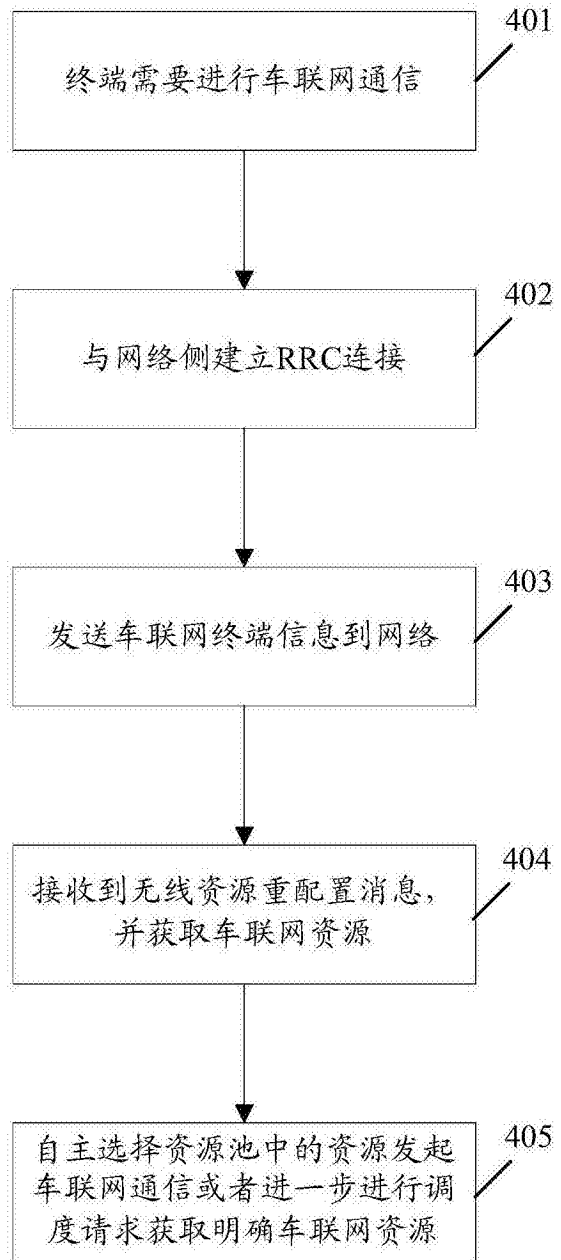 401
终端需要进行车联网通信
402
与网络侧建立RRC连接
403
发送车联网终端信息到网络
404
接收到无线资源重配置消息，
并获取车联网资源
405
自主选择资源池中的资源发起
车联网通信或者进一步进行调
度请求获取明确车联网资源